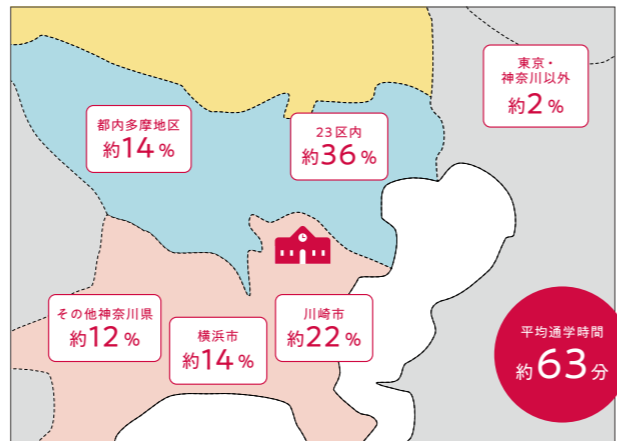 東京・
神奈川以外
約2%
都内多摩地区
約14%
23区内
約36%
その他神奈川県
約12%
横浜市
約14%
川崎市
約22%
平均通学時間
約63分